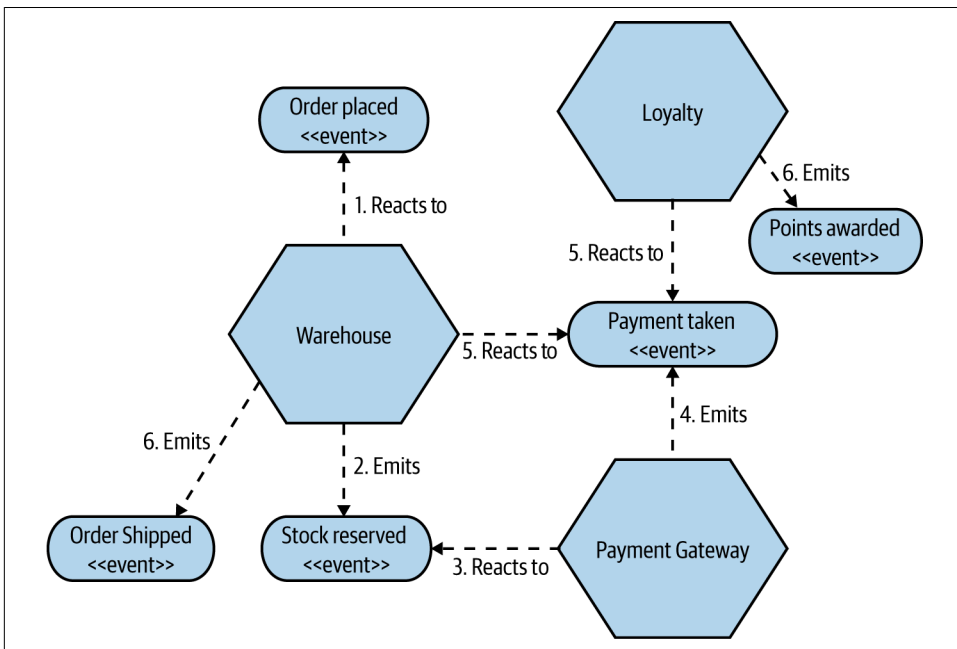 Order placed
<<event>>
Loyalty
6. Emits
1. Reacts to
Points awarded
<<event>>
5. Reacts to
Warehouse
Payment taken
<<event>>
5. Reacts to
4. Emits
6. Emits
2. Emits
Order Shipped
<<event>>
Stock reserved
<<event>>
3. Reacts to
Payment Gateway